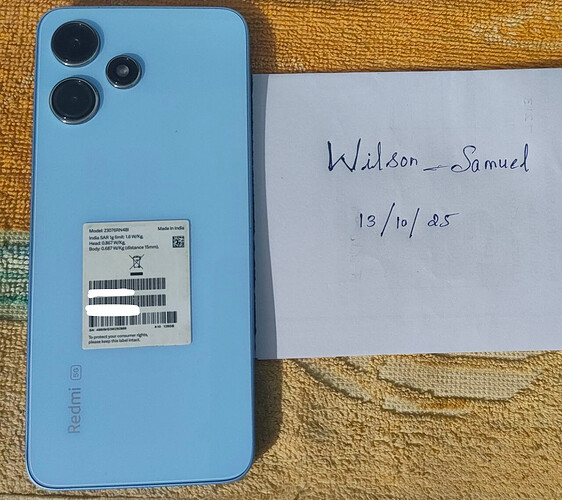 Wilson_Samuel
13/10/25
Model: 23076RN4BI
Made in India
India SAR 1g limit: 1.6 W/Kg,
Head: 0.867 W/Kg,
Body: 0.687 W/Kg (distance 15mm).
To protect your consumer rights,
please keep this label intact.
Redmi 5G